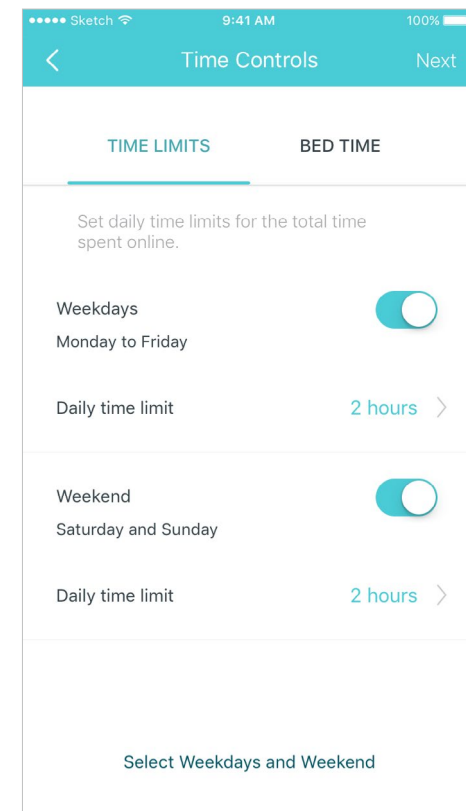 Sketch 9:41 AM 100%
Time Controls Next
TIME LIMITS BED TIME
Set daily time limits for the total time
spent online.
Weekdays
Monday to Friday
Daily time limit 2 hours
Weekend
Saturday and Sunday
Daily time limit 2 hours
Select Weekdays and Weekend